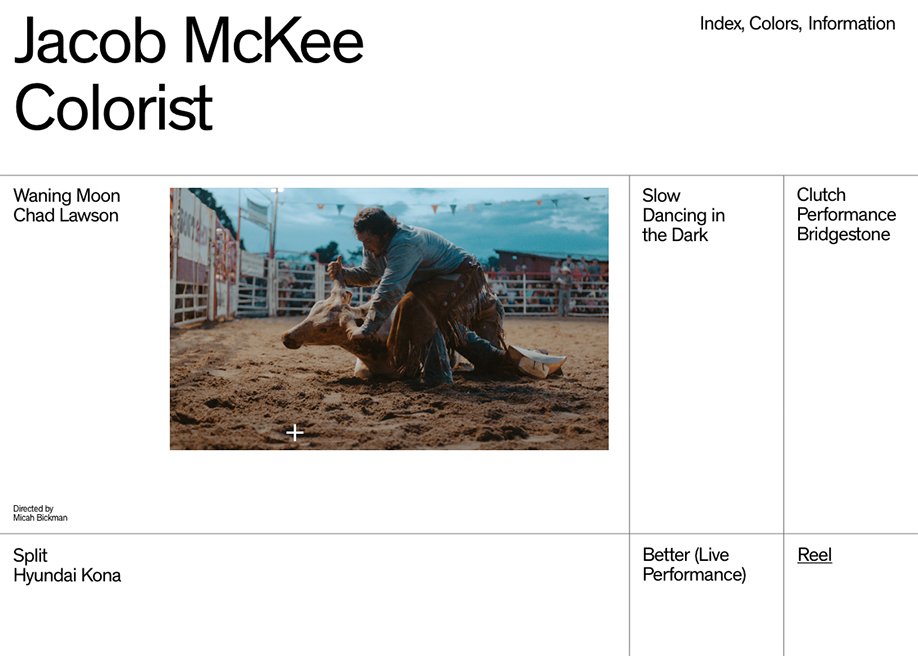 Jacob McKee
Colorist
Index, Colors, Information
Waning Moon
Chad Lawson
Slow
Dancing in
the Dark
Clutch
Performance
Bridgestone
Directed by
Micah Bickman
Split
Hyundai Kona
Better (Live
Performance)
Reel